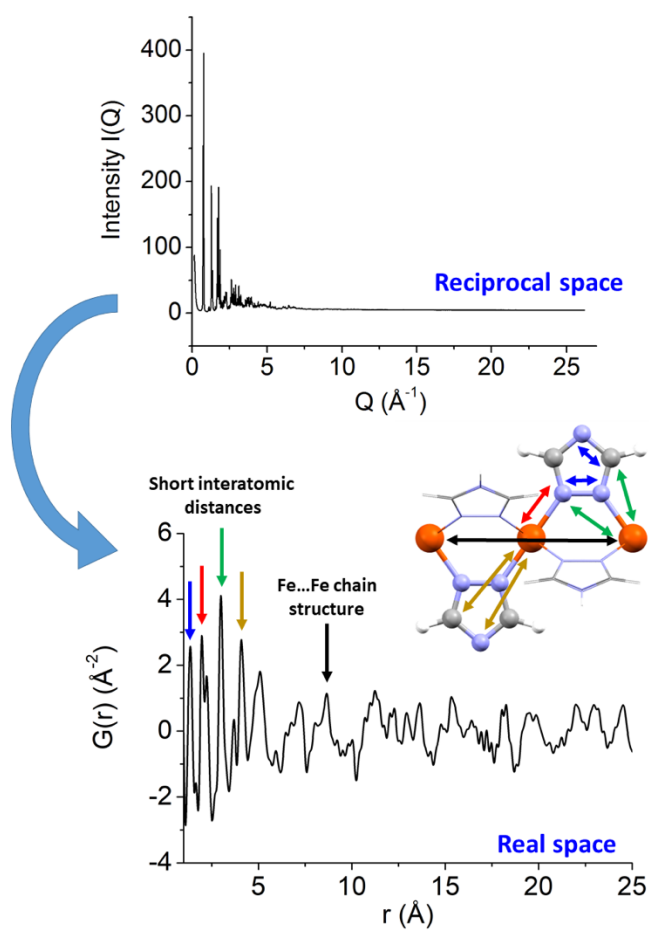 400
300
200
100
0
Intensity I(Q)
Reciprocal space
0 5 10 15 20 25
Q (Å⁻¹)
Short interatomic
distances
Fe...Fe chain
structure
6
4
2
0
-2
-4
G(r) (Å⁻²)
Real space
5 10 15 20 25
r (Å)